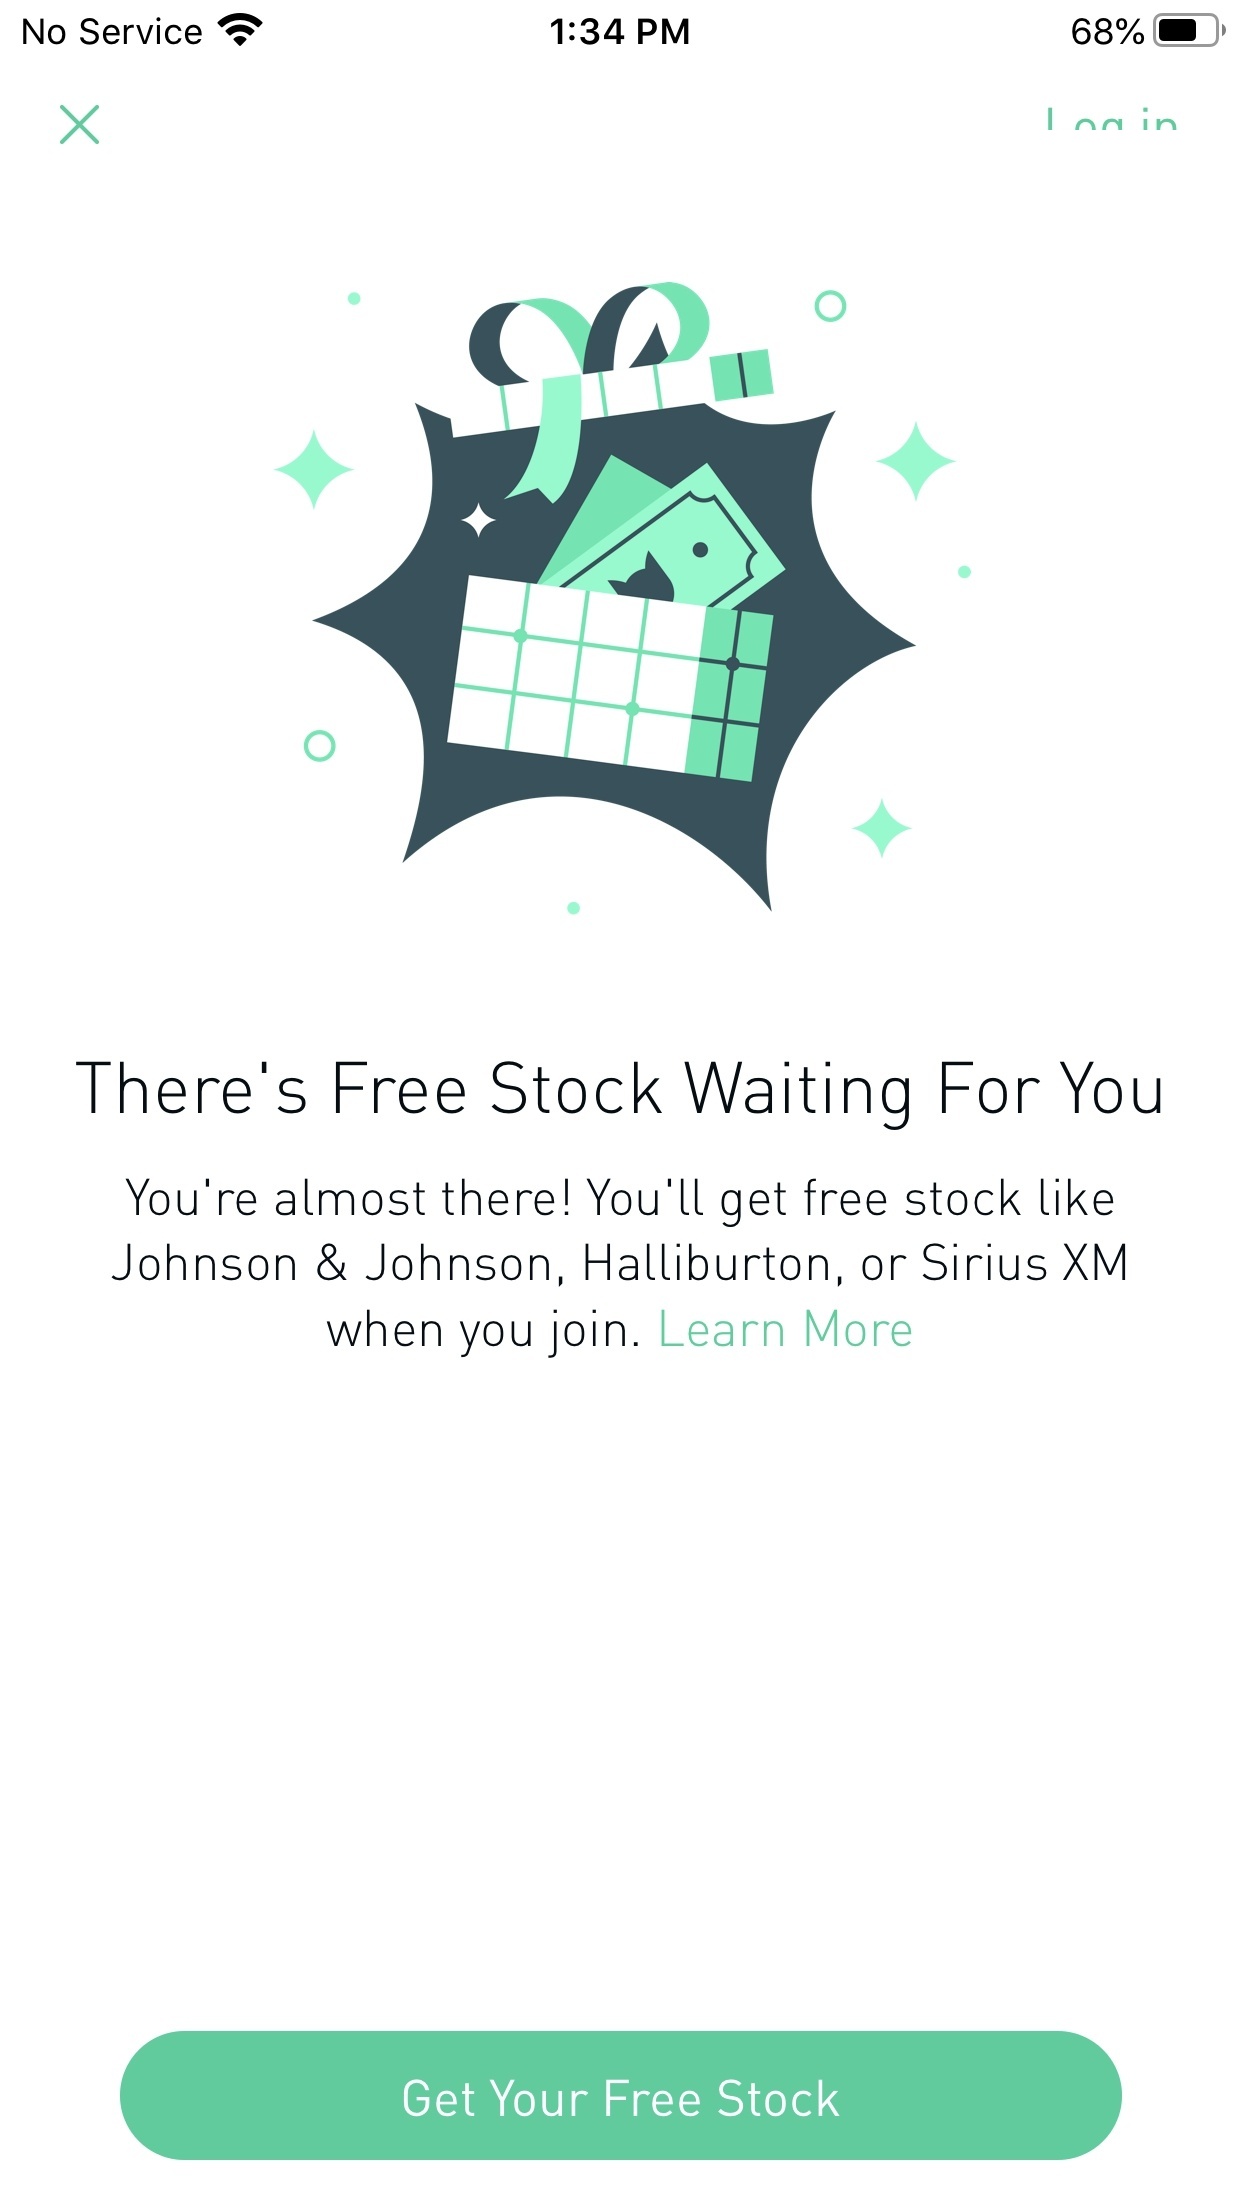 No Service
1:34 PM
68%
Log in
There's Free Stock Waiting For You
You're almost there! You'll get free stock like
Johnson & Johnson, Halliburton, or Sirius XM
when you join. Learn More
Get Your Free Stock